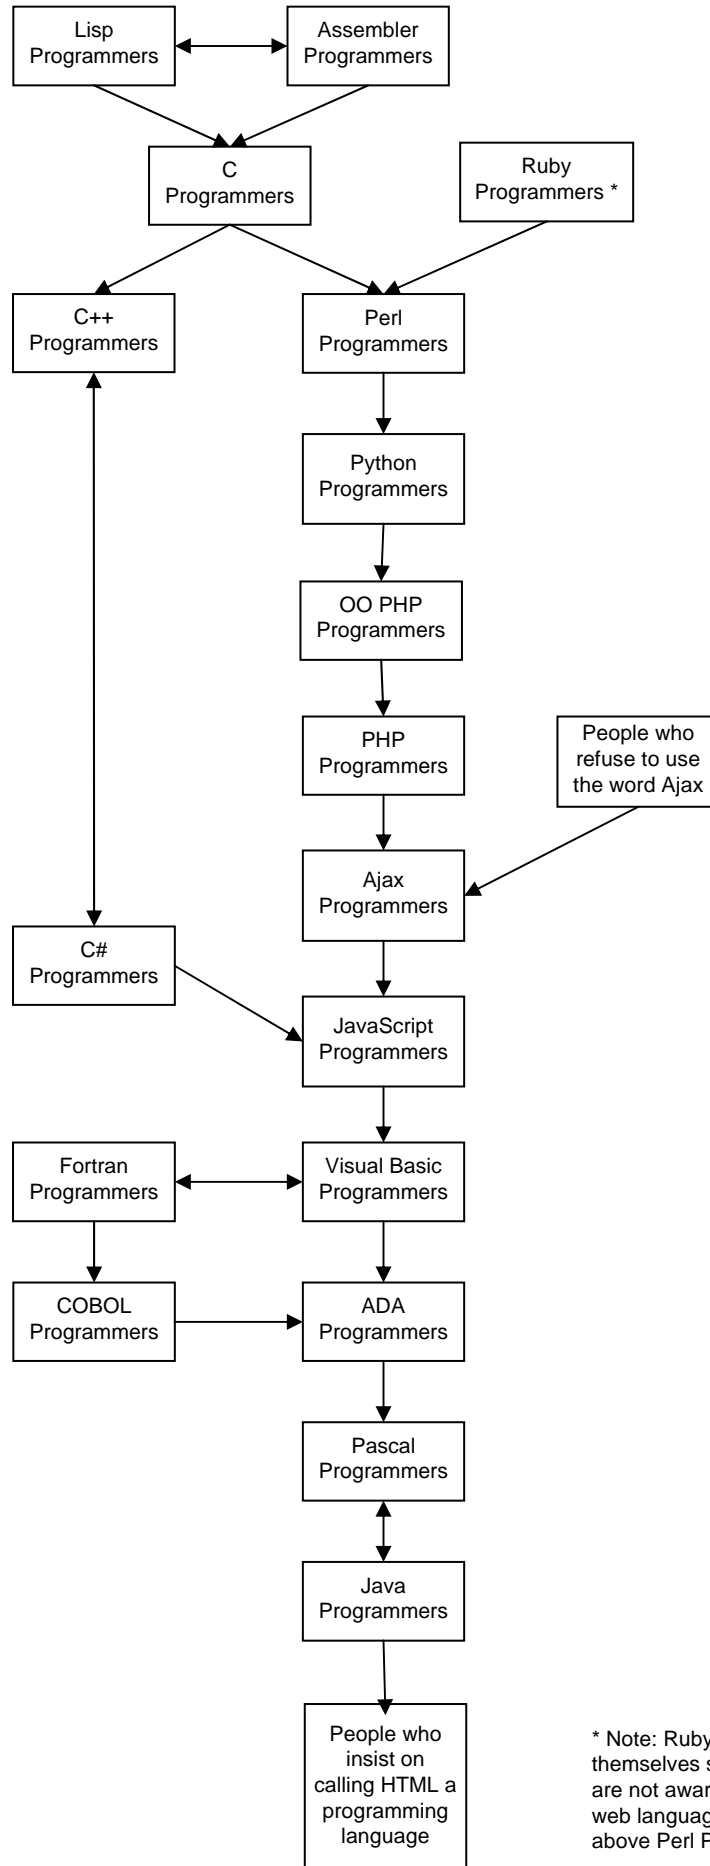 Lisp
Programmers
Assembler
Programmers
C
Programmers
Ruby
Programmers *
C++
Programmers
Perl
Programmers
Python
Programmers
OO PHP
Programmers
PHP
Programmers
People who
refuse to use
the word Ajax
Ajax
Programmers
C#
Programmers
JavaScript
Programmers
Fortran
Programmers
Visual Basic
Programmers
COBOL
Programmers
ADA
Programmers
Pascal
Programmers
Java
Programmers
People who
insist on
calling HTML a
programming
language
* Note: Ruby
themselves
are not
web
above Perl